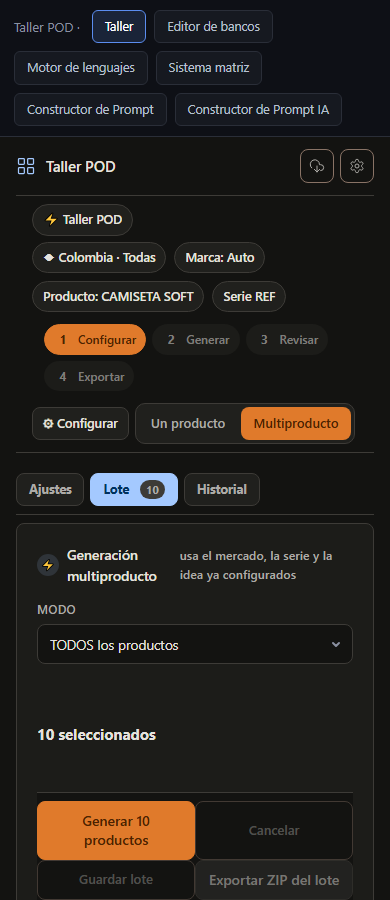 Taller POD · Taller Editor de bancos
Motor de lenguajes Sistema matriz
Constructor de Prompt Constructor de Prompt IA
Taller POD
⚡ Taller POD
Colombia · Todas Marca: Auto
Producto: CAMISETA SOFT Serie REF
1 Configurar 2 Generar 3 Revisar
4 Exportar
⚙ Configurar Un producto Multiproducto
Ajustes Lote 10 Historial
⚡ Generación multiproducto
usa el mercado, la serie y la
idea ya configurados
MODO
TODOS los productos
10 seleccionados
Generar 10
productos
Cancelar
Guardar lote Exportar ZIP del lote